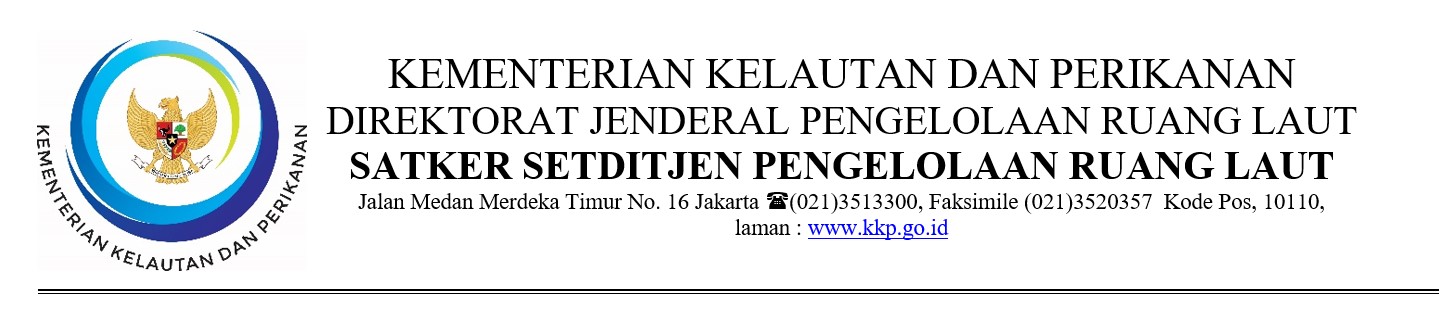 KEMENTERIAN KELAUTAN DAN PERIKANAN
KEMENTERIAN KELAUTAN DAN PERIKANAN
DIREKTORAT JENDERAL PENGELOLAAN RUANG LAUT
SATKER SETDITJEN PENGELOLAAN RUANG LAUT
Jalan Medan Merdeka Timur No. 16 Jakarta ☎(021)3513300, Faksimile (021)3520357 Kode Pos, 10110,
laman : www.kkp.go.id